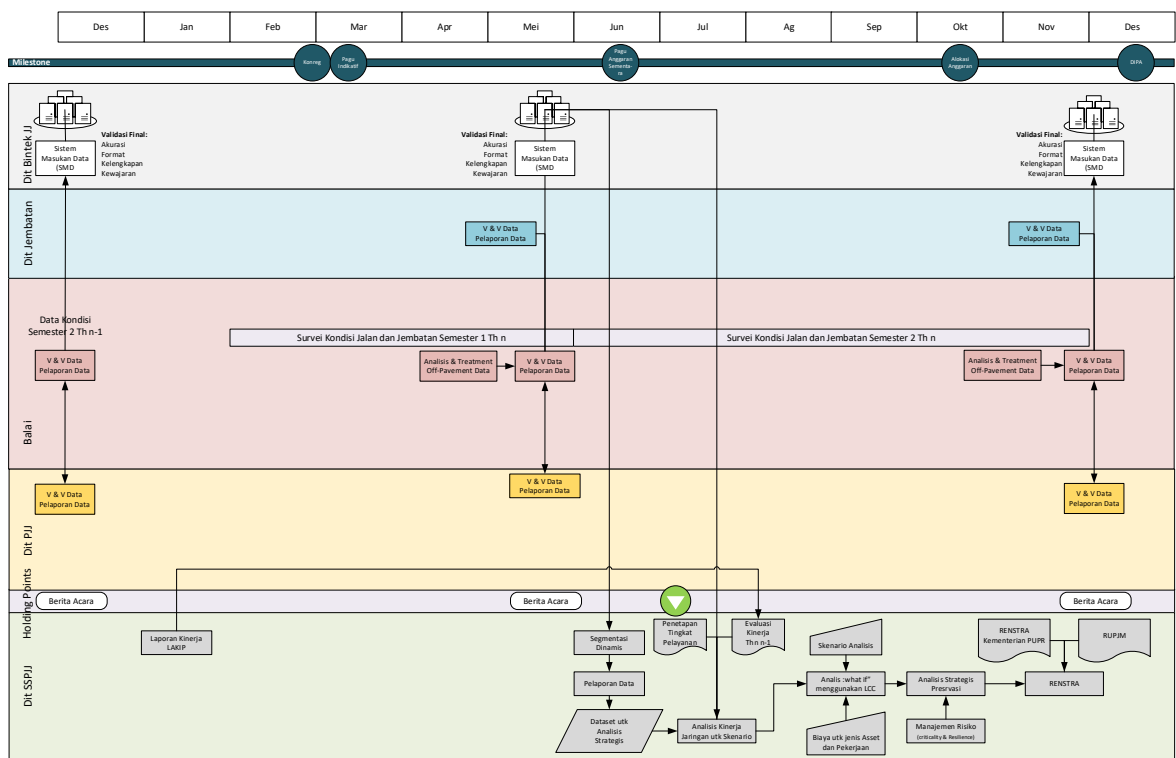 Des Jan Feb Mar Apr Mei Jun Jul Ag Sep Okt Nov Des
Milestone
Konreg
Pagu
Indikatif
Pagu
Anggaran
Sementa-
ra
Alokasi
Anggaran
DIPA
Dit Bintek JJ
Sistem
Masukan Data
(SMD
Validasi Final:
Akurasi
Format
Kelengkapan
Kewajaran
Validasi Final:
Akurasi
Format
Kelengkapan
Kewajaran
Sistem
Masukan Data
(SMD
Validasi Final:
Akurasi
Format
Kelengkapan
Kewajaran
Sistem
Masukan Data
(SMD
Dit Jembatan
V & V Data
Pelaporan Data
V & V Data
Pelaporan Data
Balai
Data Kondisi
Semester 2 Th n-1
Survei Kondisi Jalan dan Jembatan Semester 1 Th n
Survei Kondisi Jalan dan Jembatan Semester 2 Th n
V & V Data
Pelaporan Data
Analisis & Treatment
Off-Pavement Data
V & V Data
Pelaporan Data
Analisis & Treatment
Off-Pavement Data
V & V Data
Pelaporan Data
Dit PJJ
V & V Data
Pelaporan Data
V & V Data
Pelaporan Data
V & V Data
Pelaporan Data
Holding Points
Berita Acara
Berita Acara
Berita Acara
Dit SSPJJ
Laporan Kinerja
LAKIP
Segmentasi
Dinamis
Penetapan
Tingkat
Pelayanan
Evaluasi
Kinerja
Thn n-1
Skenario Analisis
RENSTRA
Kementerian PUPR
RUPJM
Pelaporan Data
Analis :what if"
menggunakan LCC
Analisis Strategis
Presrvasi
RENSTRA
Dataset utk
Analisis
Strategis
Analisis Kinerja
Jaringan utk Skenario
Biaya utk jenis Asset
dan Pekerjaan
Manajemen Risiko
(criticality & Resilience)